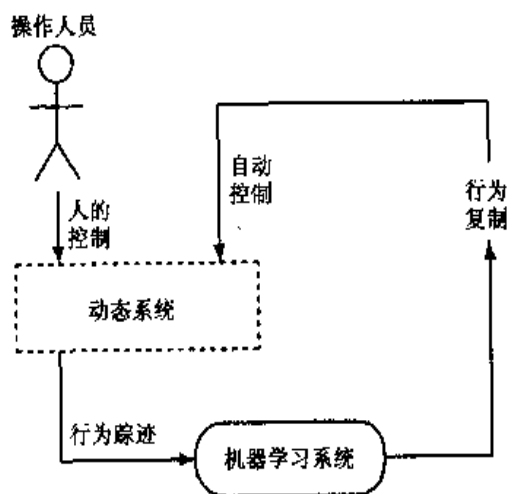 操作人员
自动
控制
行为
复制
人的
控制
动态系统
行为踪迹
机器学习系统